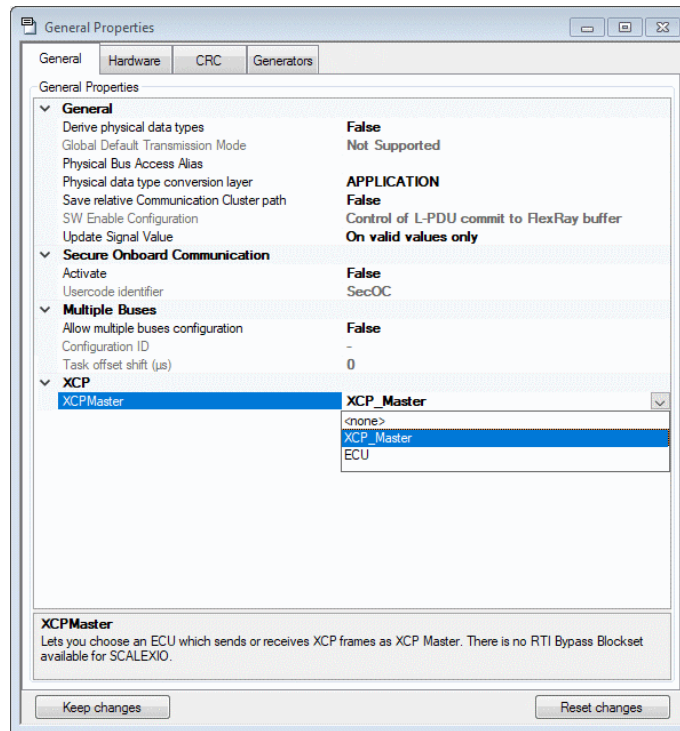 General Properties
General Hardware CRC Generators
General Properties
General
Derive physical data types False
Global Default Transmission Mode Not Supported
Physical Bus Access Alias
Physical data type conversion layer APPLICATION
Save relative Communication Cluster path False
SW Enable Configuration Control of L-PDU commit to FlexRay buffer
Update Signal Value On valid values only
Secure Onboard Communication
Activate False
Usercode identifier SecOC
Multiple Buses
Allow multiple buses configuration False
Configuration ID -
Task offset shift (µs) 0
XCP
XCPMaster XCP_Master
<none>
XCP_Master
ECU
XCPMaster
Lets you choose an ECU which sends or receives XCP frames as XCP Master. There is no RTI Bypass Blockset
available for SCALEXIO.
Keep changes Reset changes